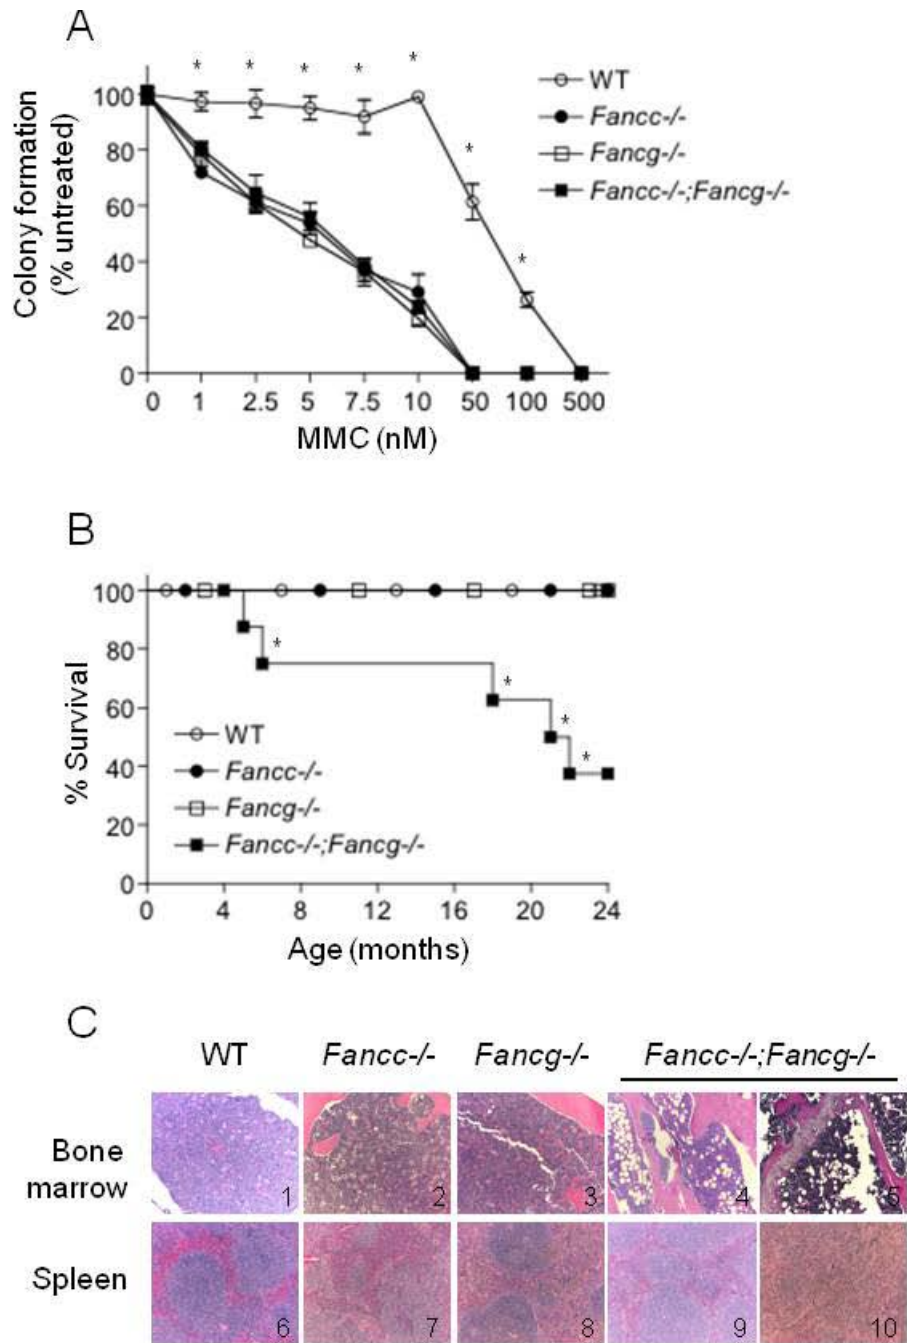 A
Colony formation
(% untreated)
100
80
60
40
20
0
* * * * * * *
0 1 2.5 5 7.5 10 50 100 500
MMC (nM)
WT
Fancc-/-
Fancg-/-
Fancc-/-;Fancg-/-
B
% Survival
100
80
60
40
20
0
* * * *
WT
Fancc-/-
Fancg-/-
Fancc-/-;Fancg-/-
0 4 8 12 16 20 24
Age (months)
C
WT Fancc-/- Fancg-/- Fancc-/-;Fancg-/-
Bone
marrow
1 2 3 4 5
Spleen
6 7 8 9 10